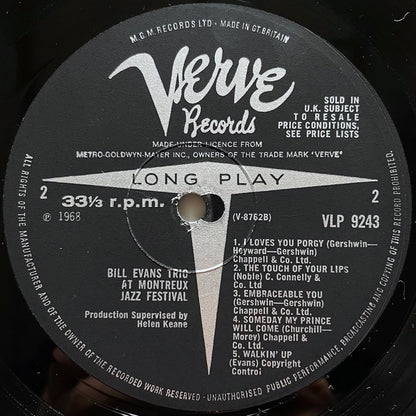 M.G.M. RECORDS LTD · MADE IN GT. BRITAIN
Verve
Records
SOLD IN
U.K. SUBJECT
TO RESALE
PRICE CONDITIONS,
SEE PRICE LISTS
MADE UNDER LICENCE FROM
METRO-GOLDWYN-MAYER INC., OWNERS OF THE TRADE MARK "VERVE"
LONG PLAY
2
33⅓ r.p.m.
2
℗ 1968
(V-8762B)
VLP 9243
BILL EVANS TRIO
AT MONTREUX
JAZZ FESTIVAL
Production Supervised by
Helen Keane
1. I LOVES YOU PORGY (Gershwin—
Heyward—Gershwin)
Chappell & Co. Ltd.
2. THE TOUCH OF YOUR LIPS
(Noble) C. Connelly &
Co. Ltd.
3. EMBRACEABLE YOU
(Gershwin—Gershwin)
Chappell & Co. Ltd.
4. SOMEDAY MY PRINCE
WILL COME (Churchill—
Morey) Chappell &
Co. Ltd.
5. WALKIN' UP
(Evans) Copyright
Control
ALL RIGHTS OF THE MANUFACTURER AND OF THE OWNER OF THE RECORDED WORK RESERVED - UNAUTHORISED PUBLIC PERFORMANCE, BROADCASTING AND COPYING OF THIS RECORD PROHIBITED.